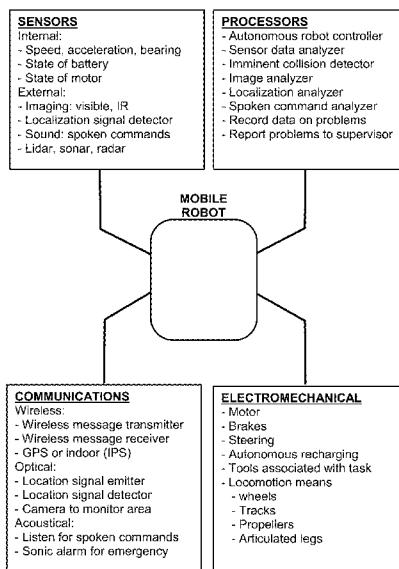 SENSORS
Internal:
- Speed, acceleration, bearing
- State of battery
- State of motor
External:
- Imaging: visible, IR
- Localization signal detector
- Sound: spoken commands
- Lidar, sonar, radar
PROCESSORS
- Autonomous robot controller
- Sensor data analyzer
- Imminent collision detector
- Image analyzer
- Localization analyzer
- Spoken command analyzer
- Record data on problems
- Report problems to supervisor
MOBILE
ROBOT
COMMUNICATIONS
Wireless:
- Wireless message transmitter
- Wireless message receiver
- GPS or indoor (IPS)
Optical:
- Location signal emitter
- Location signal detector
- Camera to monitor area
Acoustical:
- Listen for spoken commands
- Sonic alarm for emergency
ELECTROMECHANICAL
- Motor
- Brakes
- Steering
- Autonomous recharging
- Tools associated with task
- Locomotion means
- wheels
- Tracks
- Propellers
- Articulated legs